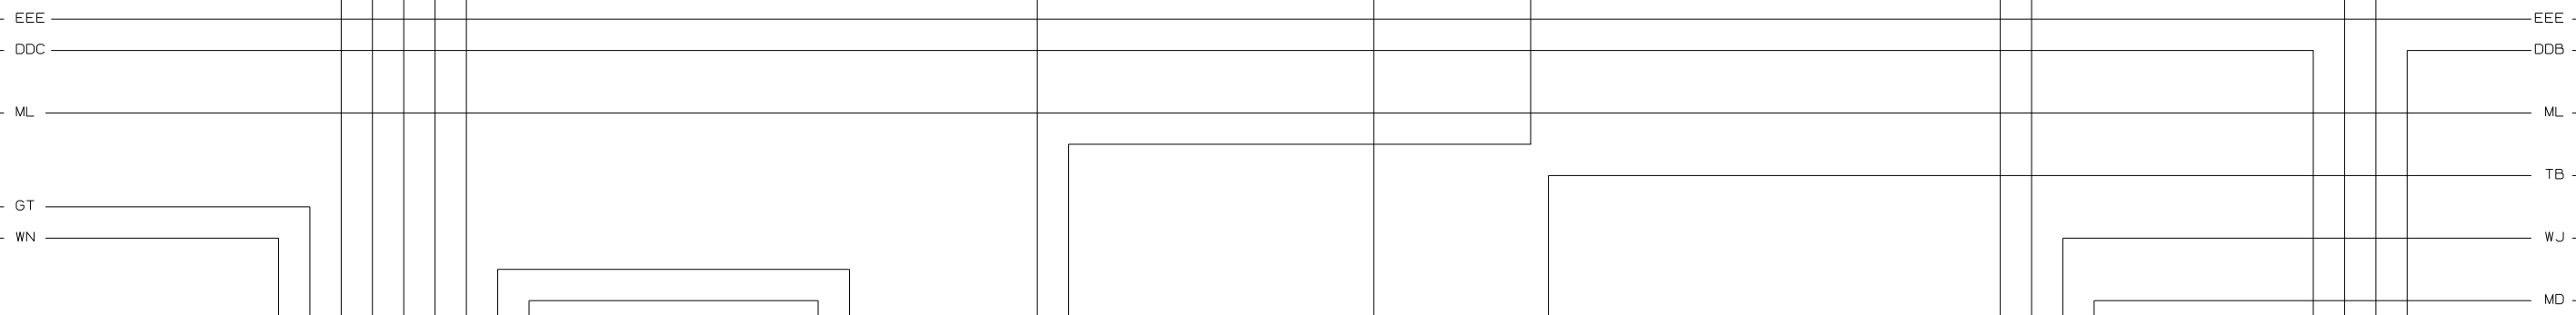 EEE EEE
DDC DDB
ML ML
TB
GT
WN WJ
MD